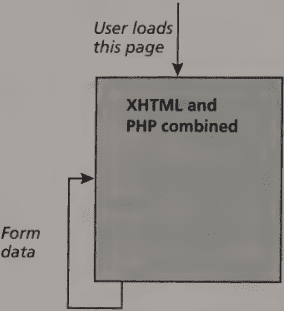 User loads
this page
XHTML and
PHP combined
Form
data